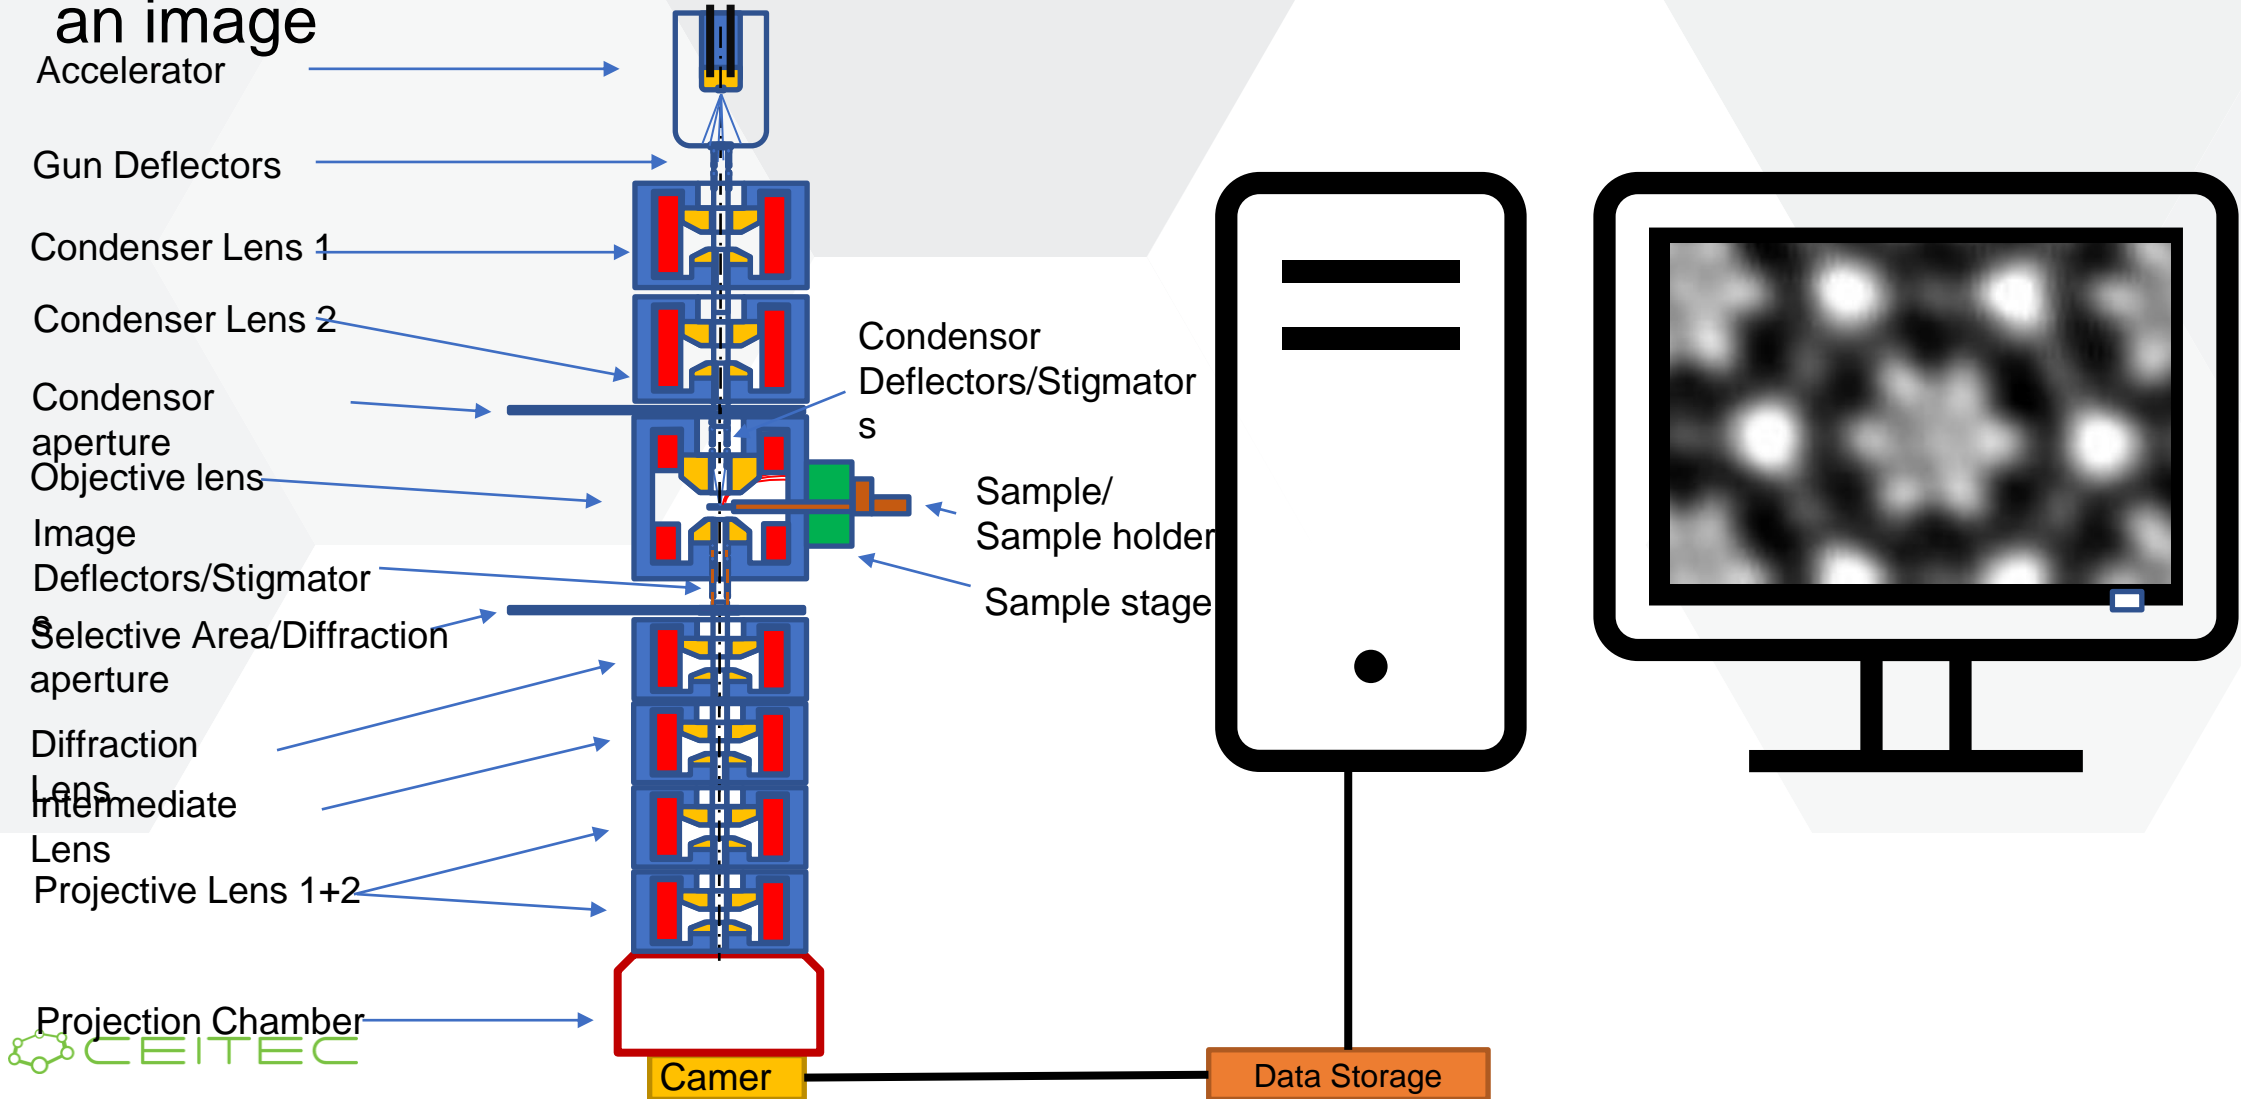 an image
Accelerator
Gun Deflectors
Condenser Lens 1
Condenser Lens 2
Condensor
aperture
Objective lens
Image
Deflectors/Stigmator
s
Selective Area/Diffraction
aperture
Diffraction
Lens
Intermediate
Lens
Projective Lens 1+2
Projection Chamber
CEITEC
Condensor
Deflectors/Stigmator
s
Sample/
Sample holder
Sample stage
Camer
Data Storage